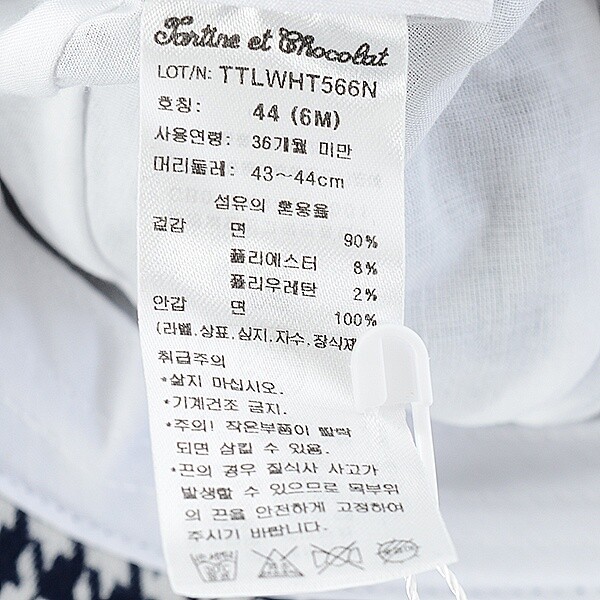 Tartine et Chocolat
LOT/N: TTLWHT566N
호칭: 44 (6M)
사용연령: 36개월 미만
머리둘레: 43~44cm
섬유의 혼용율
겉감 면 90%
폴리에스터 8%
폴리우레탄 2%
안감 면 100%
(라벨.상표.심지.자수.장식제
취급주의
*삶지 마십시오.
*기계건조 금지.
*주의! 작은부품이 탈락
되면 삼킬 수 있음.
*끈의 경우 질식사 사고가
발생할 수 있으므로 목부위
의 끈을 안전하게 고정하여
주시기 바랍니다.